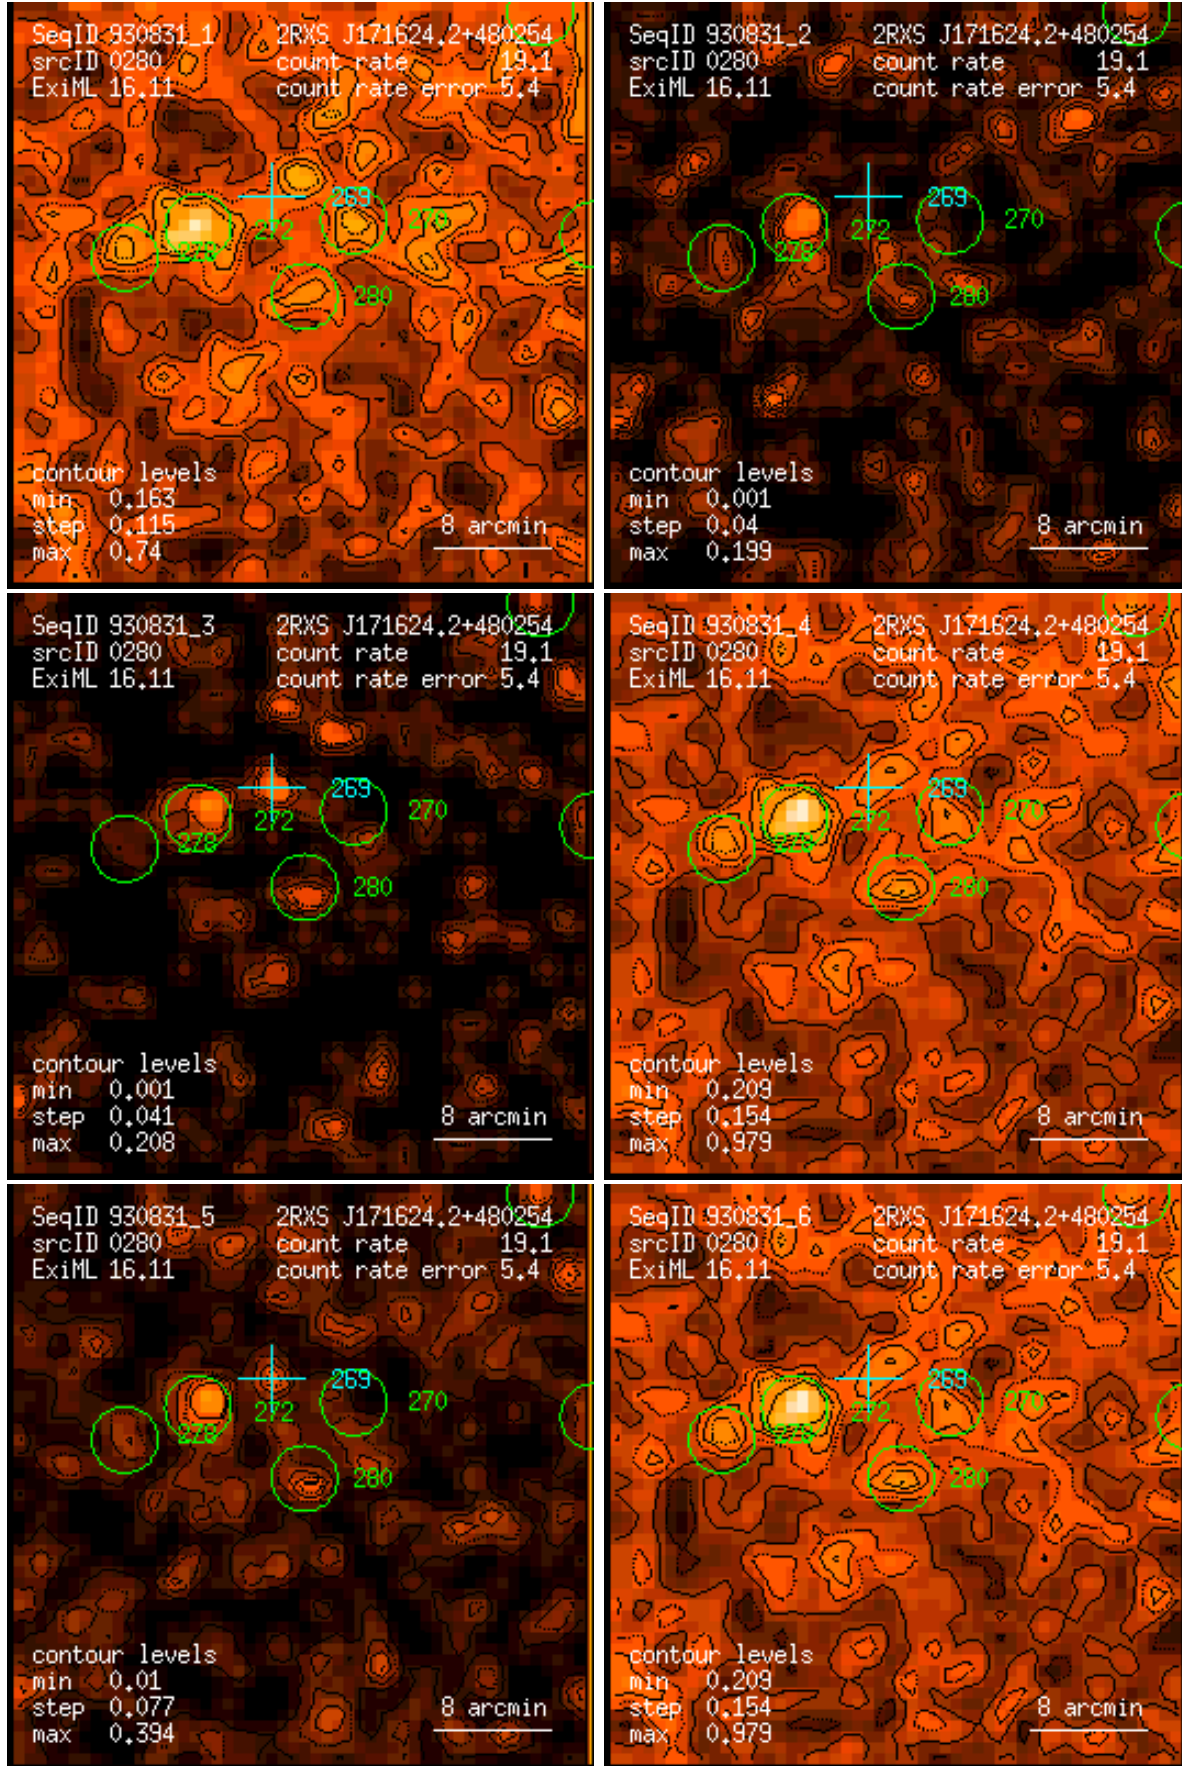 SeqID 930831_1 2RXS J171624.2+480254
srcID 0280 count rate 19.1
ExiML 16.11 count rate error 5.4
269
272 270
278
280
contour levels
min 0.163
step 0.115 8 arcmin
max 0.74
SeqID 930831_2 2RXS J171624.2+480254
srcID 0280 count rate 19.1
ExiML 16.11 count rate error 5.4
269
272 270
278
280
contour levels
min 0.001
step 0.04 8 arcmin
max 0.199
SeqID 930831_3 2RXS J171624.2+480254
srcID 0280 count rate 19.1
ExiML 16.11 count rate error 5.4
269
272 270
278
280
contour levels
min 0.001
step 0.041 8 arcmin
max 0.208
SeqID 930831_4 2RXS J171624.2+480254
srcID 0280 count rate 19.1
ExiML 16.11 count rate error 5.4
269
272 270
278
280
contour levels
min 0.209
step 0.154 8 arcmin
max 0.979
SeqID 930831_5 2RXS J171624.2+480254
srcID 0280 count rate 19.1
ExiML 16.11 count rate error 5.4
269
272 270
278
280
contour levels
min 0.01
step 0.077 8 arcmin
max 0.394
SeqID 930831_6 2RXS J171624.2+480254
srcID 0280 count rate 19.1
ExiML 16.11 count rate error 5.4
269
272 270
278
280
contour levels
min 0.209
step 0.154 8 arcmin
max 0.979